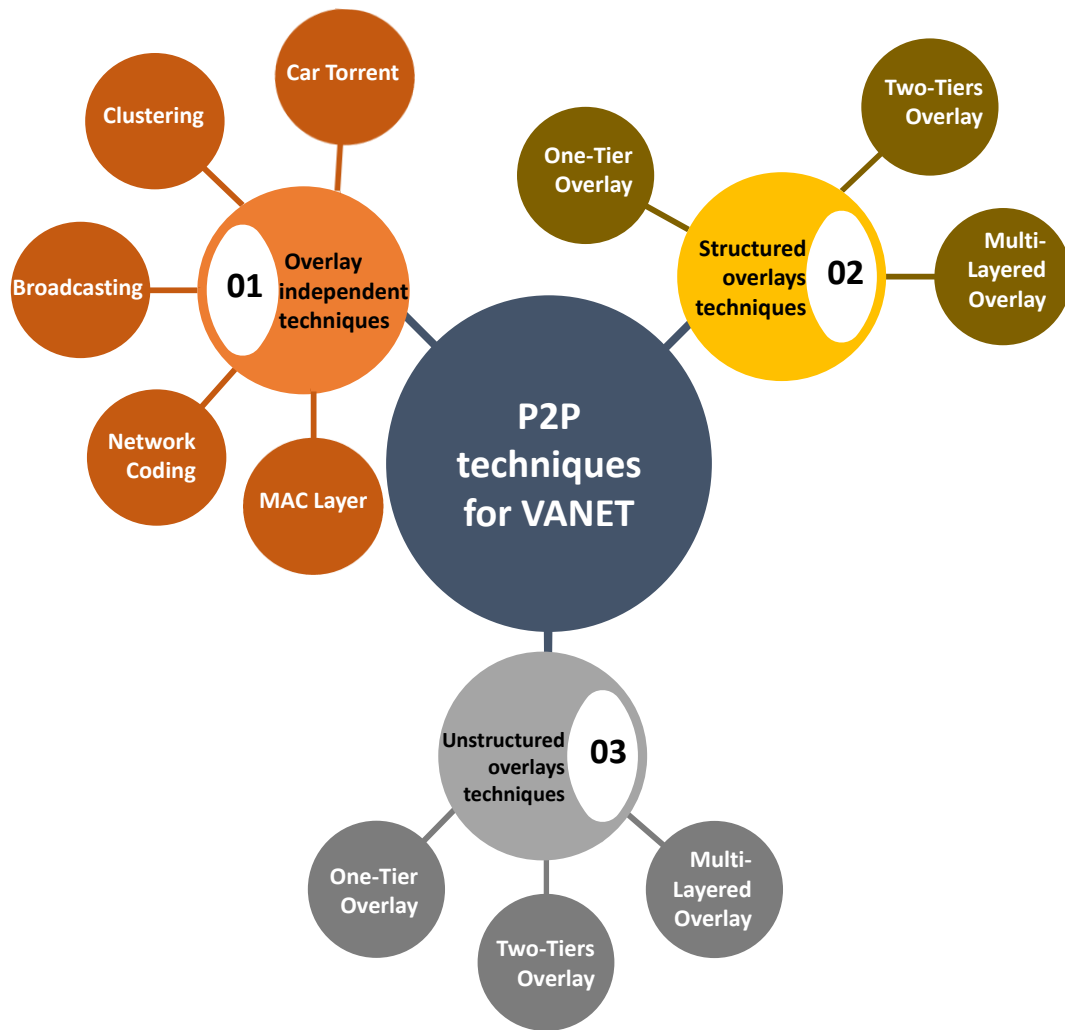 Car Torrent
Clustering
Broadcasting
Network
Coding
MAC Layer
01
Overlay
independent
techniques
One-Tier
Overlay
Two-Tiers
Overlay
Multi-
Layered
Overlay
Structured
overlays
techniques
02
P2P
techniques
for VANET
Unstructured
overlays
techniques
03
One-Tier
Overlay
Two-Tiers
Overlay
Multi-
Layered
Overlay